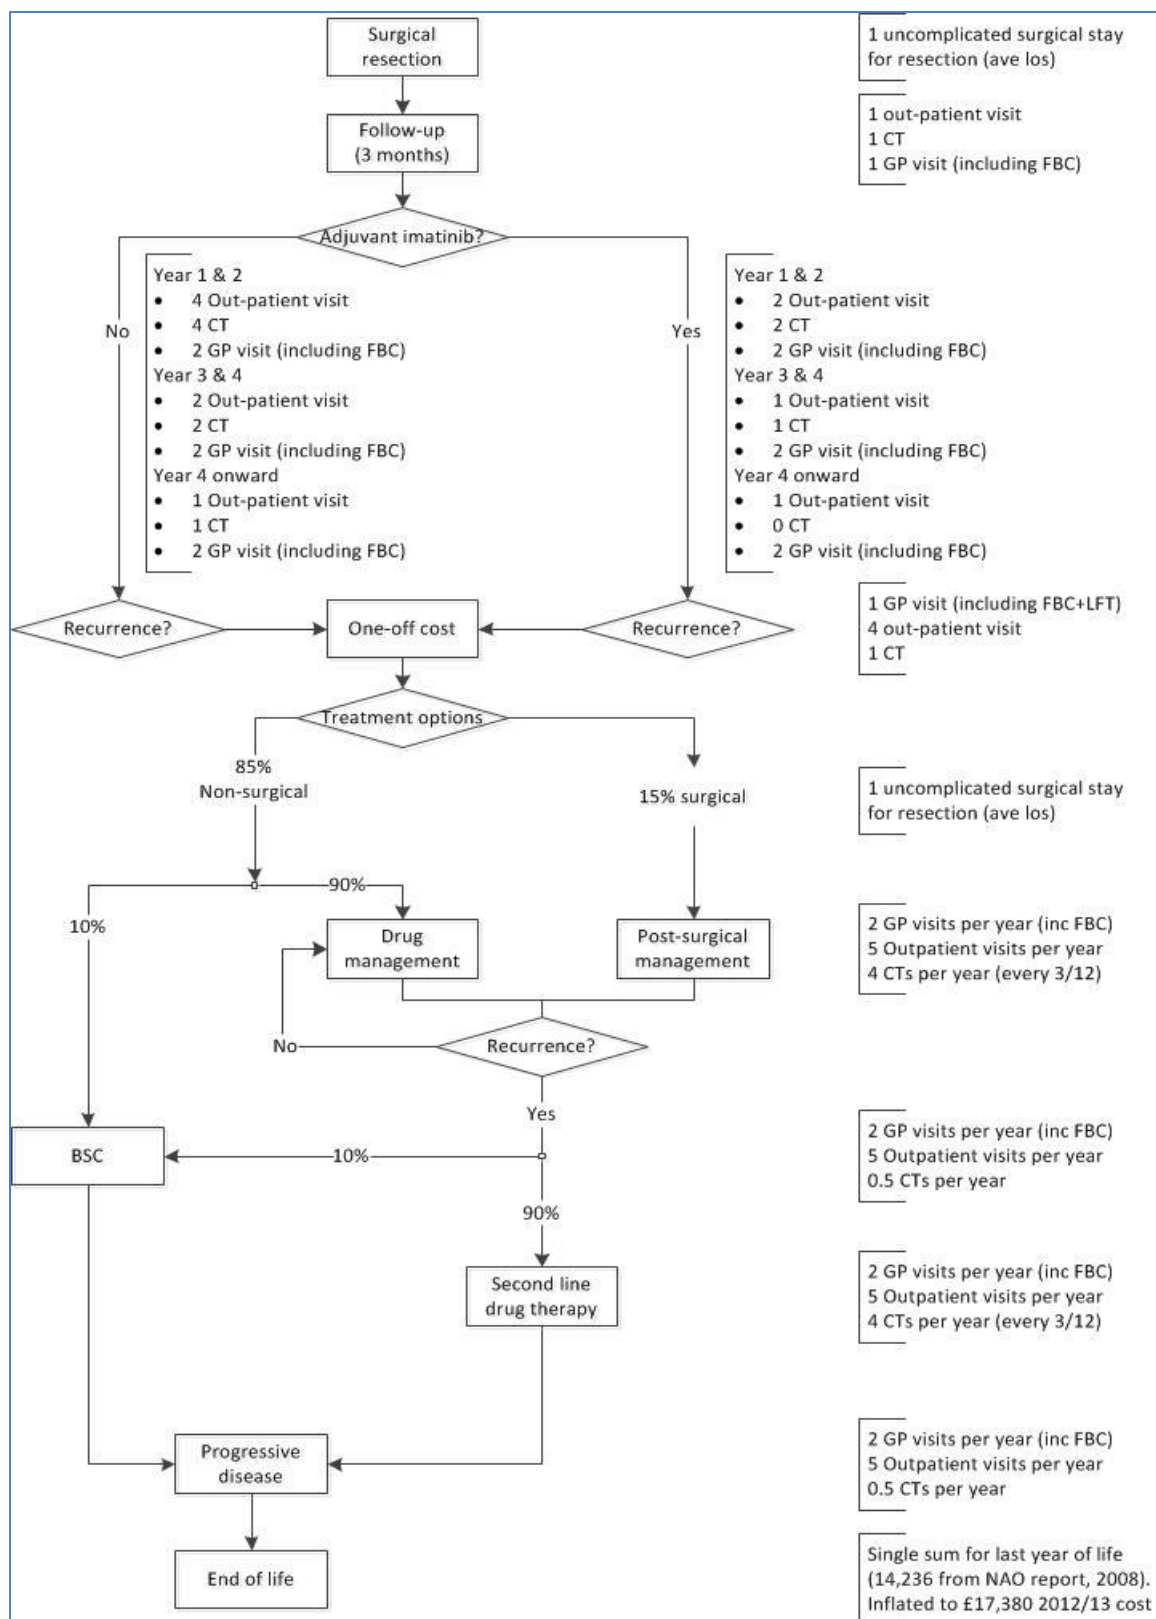 Surgical
resection
1 uncomplicated surgical stay
for resection (ave los)
Follow-up
(3 months)
1 out-patient visit
1 CT
1 GP visit (including FBC)
Adjuvant imatinib?
No
Year 1 & 2
• 4 Out-patient visit
• 4 CT
• 2 GP visit (including FBC)
Year 3 & 4
• 2 Out-patient visit
• 2 CT
• 2 GP visit (including FBC)
Year 4 onward
• 1 Out-patient visit
• 1 CT
• 2 GP visit (including FBC)
Yes
Year 1 & 2
• 2 Out-patient visit
• 2 CT
• 2 GP visit (including FBC)
Year 3 & 4
• 1 Out-patient visit
• 1 CT
• 2 GP visit (including FBC)
Year 4 onward
• 1 Out-patient visit
• 0 CT
• 2 GP visit (including FBC)
Recurrence?
One-off cost
Recurrence?
1 GP visit (including FBC+LFT)
4 out-patient visit
1 CT
Treatment options
85%
Non-surgical
15% surgical
1 uncomplicated surgical stay
for resection (ave los)
90%
10%
Drug
management
Post-surgical
management
2 GP visits per year (inc FBC)
5 Outpatient visits per year
4 CTs per year (every 3/12)
No
Recurrence?
Yes
BSC
10%
2 GP visits per year (inc FBC)
5 Outpatient visits per year
0.5 CTs per year
90%
Second line
drug therapy
2 GP visits per year (inc FBC)
5 Outpatient visits per year
4 CTs per year (every 3/12)
Progressive
disease
2 GP visits per year (inc FBC)
5 Outpatient visits per year
0.5 CTs per year
End of life
Single sum for last year of life
(14,236 from NAO report, 2008).
Inflated to £17,380 2012/13 cost